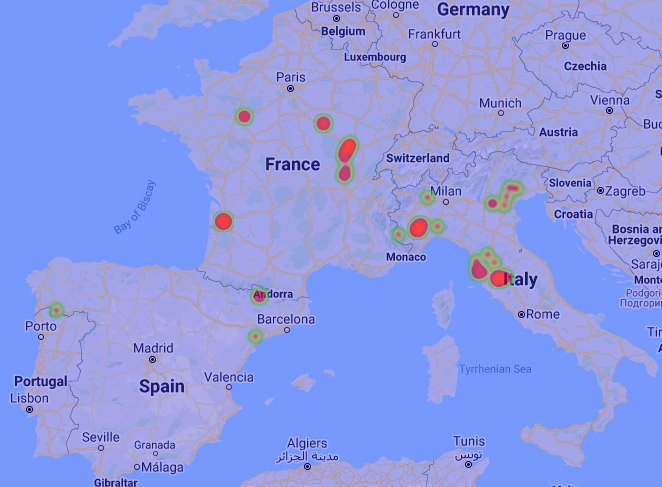 Brussels
Cologne
Germany
Belgium
Frankfurt
Prague
Luxembourg
Czechia
Paris
Munich
Vienna
Austria
France
Switzerland
Bay of Biscay
Milan
Slovenia
Zagreb
Croatia
Bosnia and
Herzegovina
Monaco
Italy
Andorra
Rome
Podgorica
Подгорица
Porto
Barcelona
Madrid
Tyrrhenian Sea
Portugal
Spain
Lisbon
Valencia
Seville
Granada
Málaga
Gibraltar
Algiers
مدينة الجزائر
Tunis
تونس